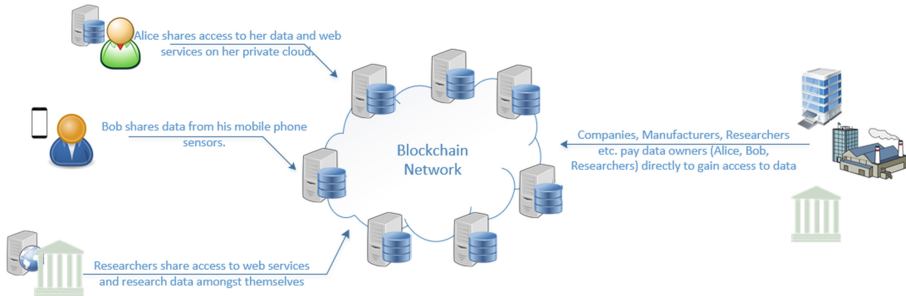 Alice shares access to her data and web
services on her private cloud.
Bob shares data from his mobile phone
sensors.
Blockchain
Network
Companies, Manufacturers, Researchers
etc. pay data owners (Alice, Bob,
Researchers) directly to gain access to data
Researchers share access to web services
and research data amongst themselves